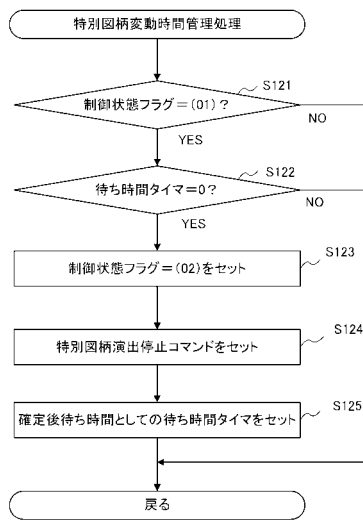 特別図柄変動時間管理処理
S121
制御状態フラグ=(01)?
NO
YES
S122
待ち時間タイマ=0?
NO
YES
S123
制御状態フラグ=(02)をセット
S124
特別図柄演出停止コマンドをセット
S125
確定後待ち時間としての待ち時間タイマをセット
戻る